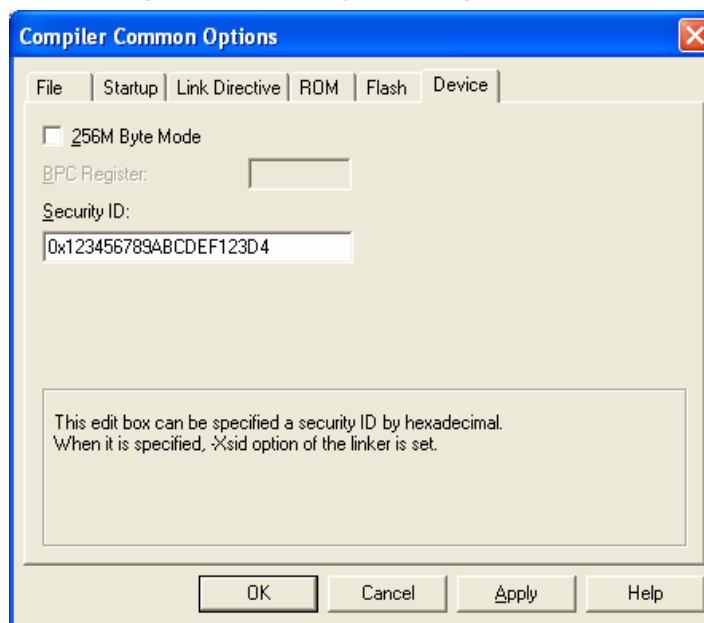 Compiler Common Options
File Startup Link Directive ROM Flash Device
256M Byte Mode
BPC Register:
Security ID:
0x123456789ABCDEF123D4
This edit box can be specified a security ID by hexadecimal.
When it is specified, -Xsid option of the linker is set.
OK Cancel Apply Help